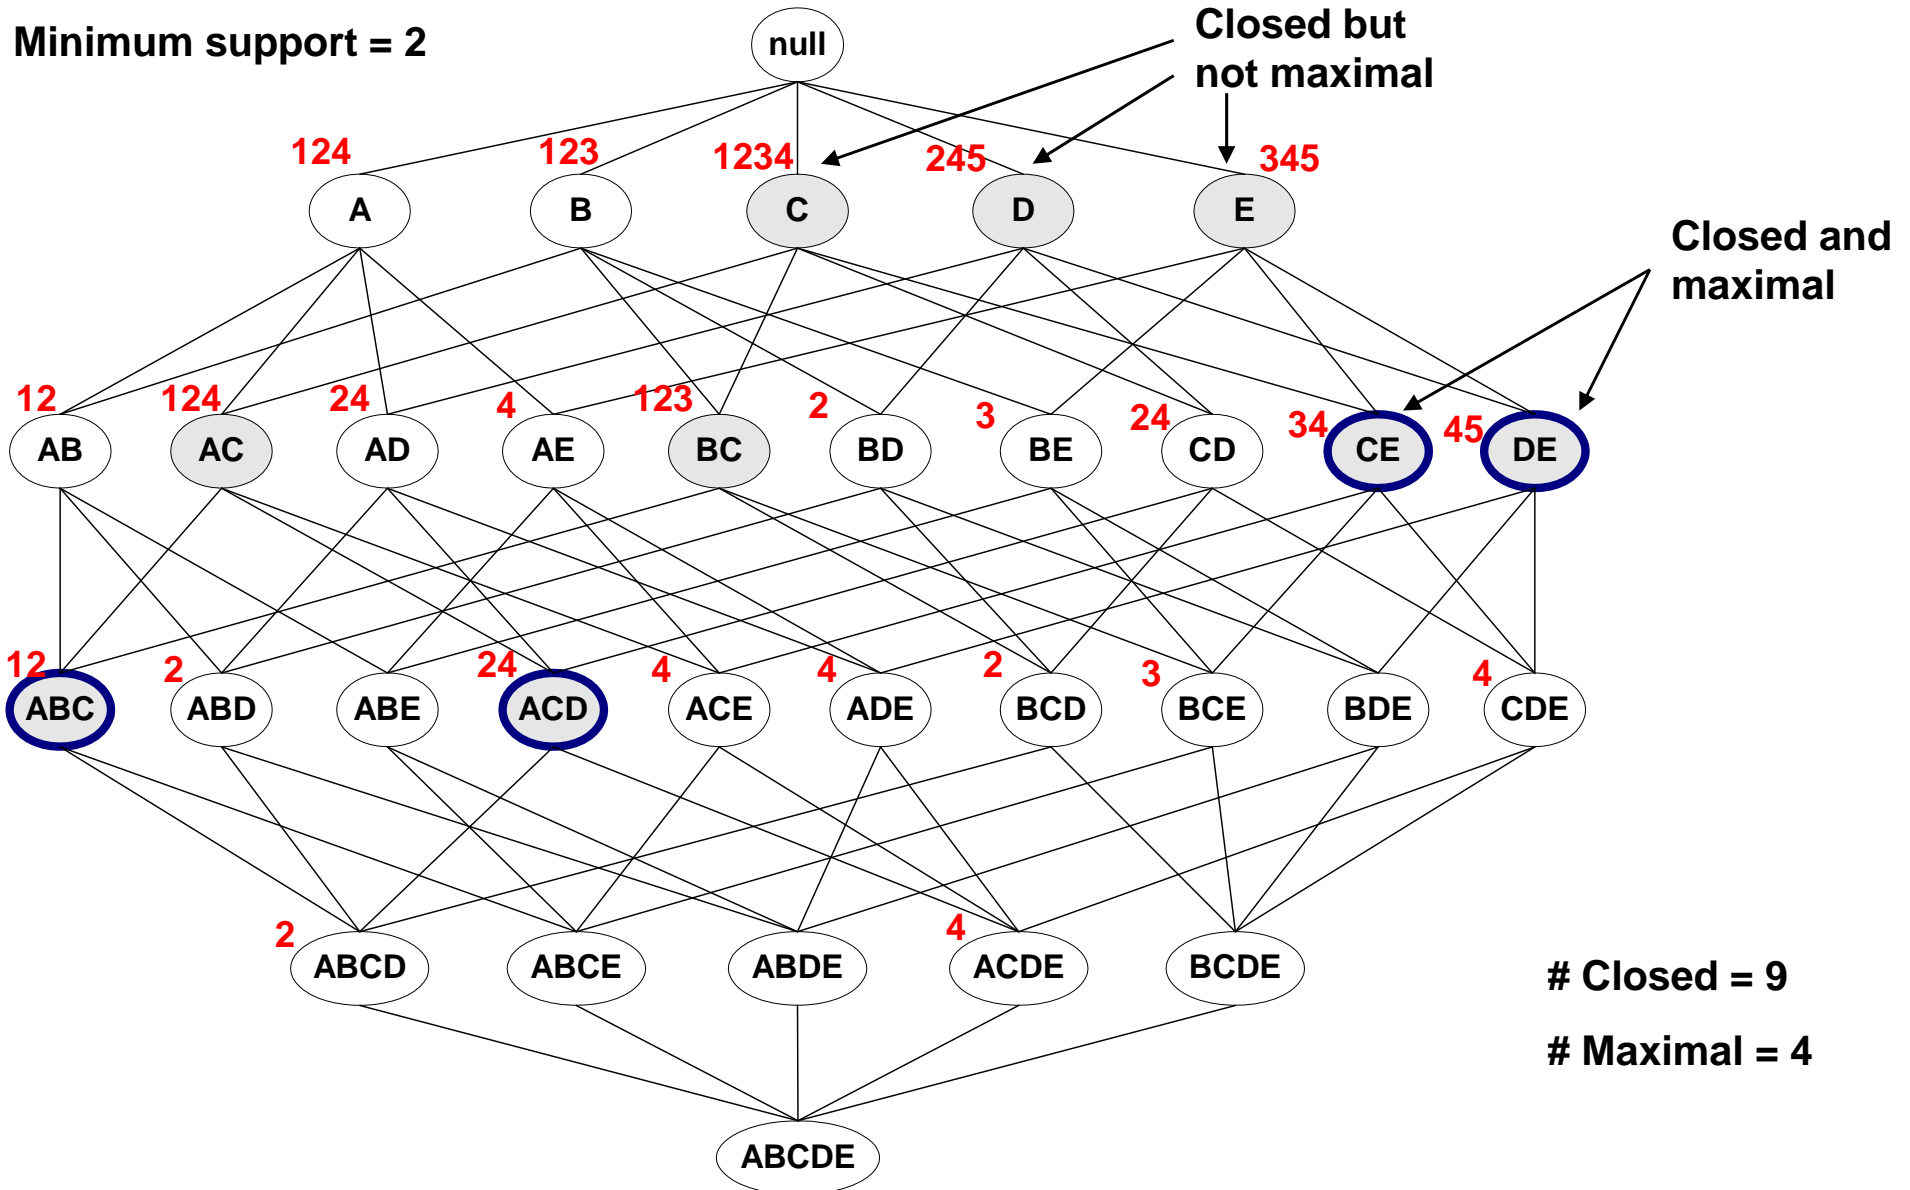 Minimum support = 2
null
Closed but
not maximal
124
123
1234
245
345
A
B
C
D
E
Closed and
maximal
12
124
24
4
123
2
3
24
34
45
AB
AC
AD
AE
BC
BD
BE
CD
CE
DE
12
2
24
4
4
2
3
4
ABC
ABD
ABE
ACD
ACE
ADE
BCD
BCE
BDE
CDE
2
4
ABCD
ABCE
ABDE
ACDE
BCDE
# Closed = 9
# Maximal = 4
ABCDE